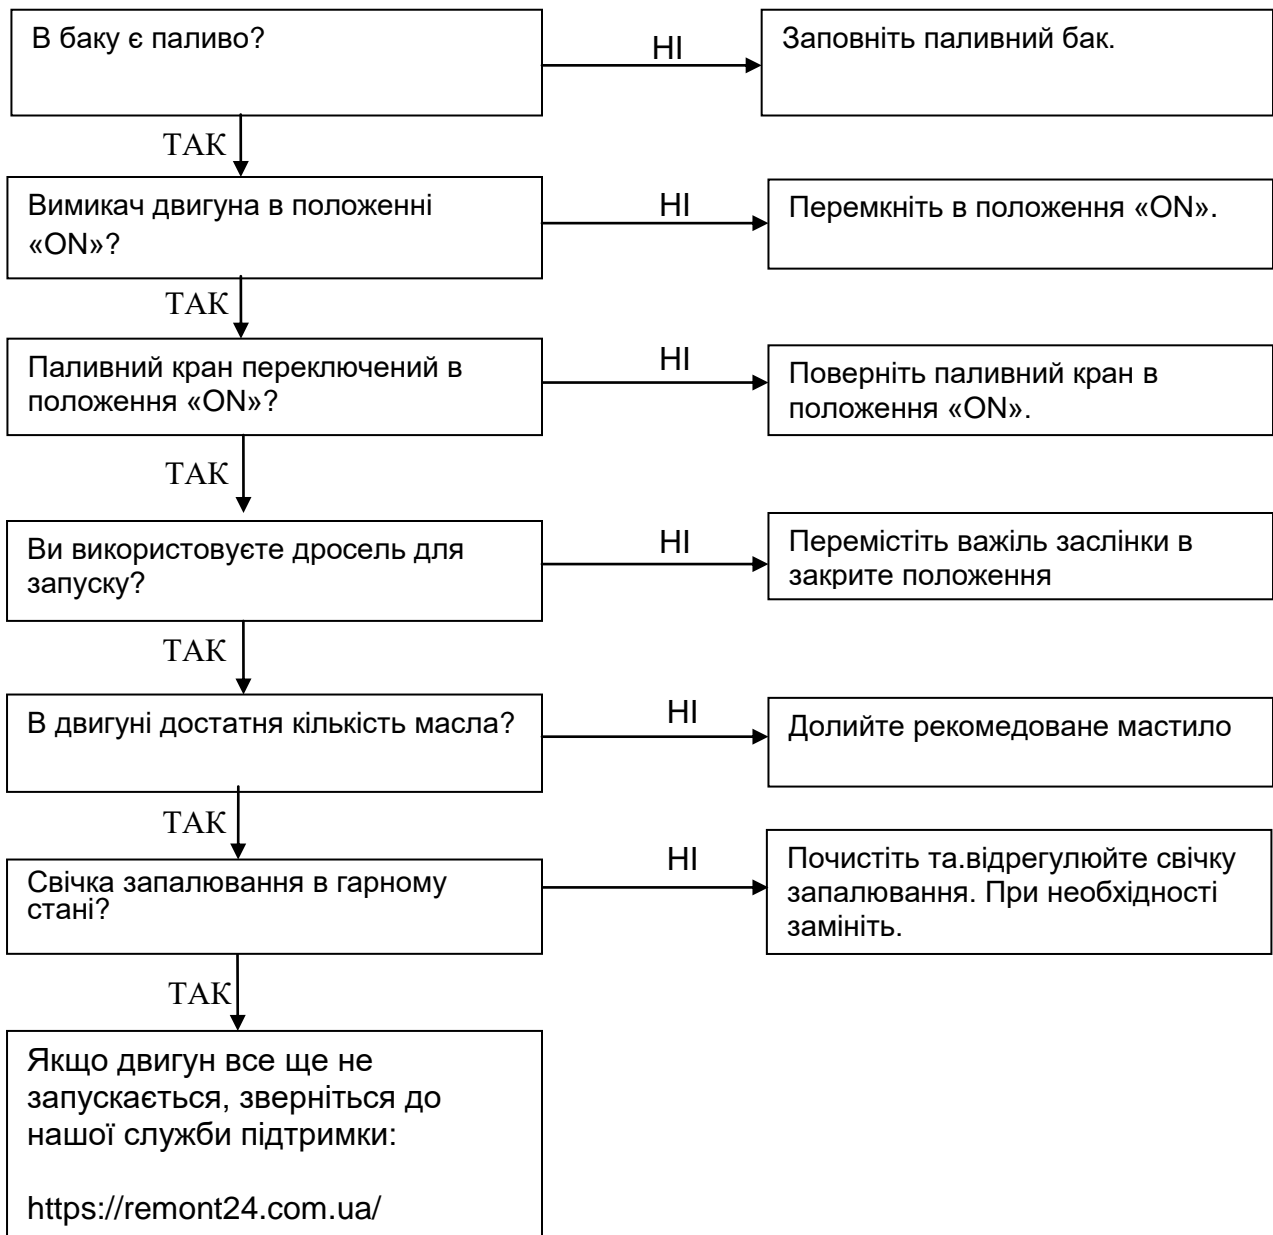 В баку є паливо?
НІ
Заповніть паливний бак.
ТАК
Вимикач двигуна в положенні
«ON»?
НІ
Перемкніть в положення «ON».
ТАК
Паливний кран переключений в
положення «ON»?
НІ
Поверніть паливний кран в
положення «ON».
ТАК
Ви використовуєте дросель для
запуску?
НІ
Перемістіть важіль заслінки в
закрите положення
ТАК
В двигуні достатня кількість масла?
НІ
Долийте рекомедоване мастило
ТАК
Свічка запалювання в гарному
стані?
НІ
Почистіть та.відрегулюйте свічку
запалювання. При необхідності
замініть.
ТАК
Якщо двигун все ще не
запускається, зверніться до
нашої служби підтримки:
https://remont24.com.ua/